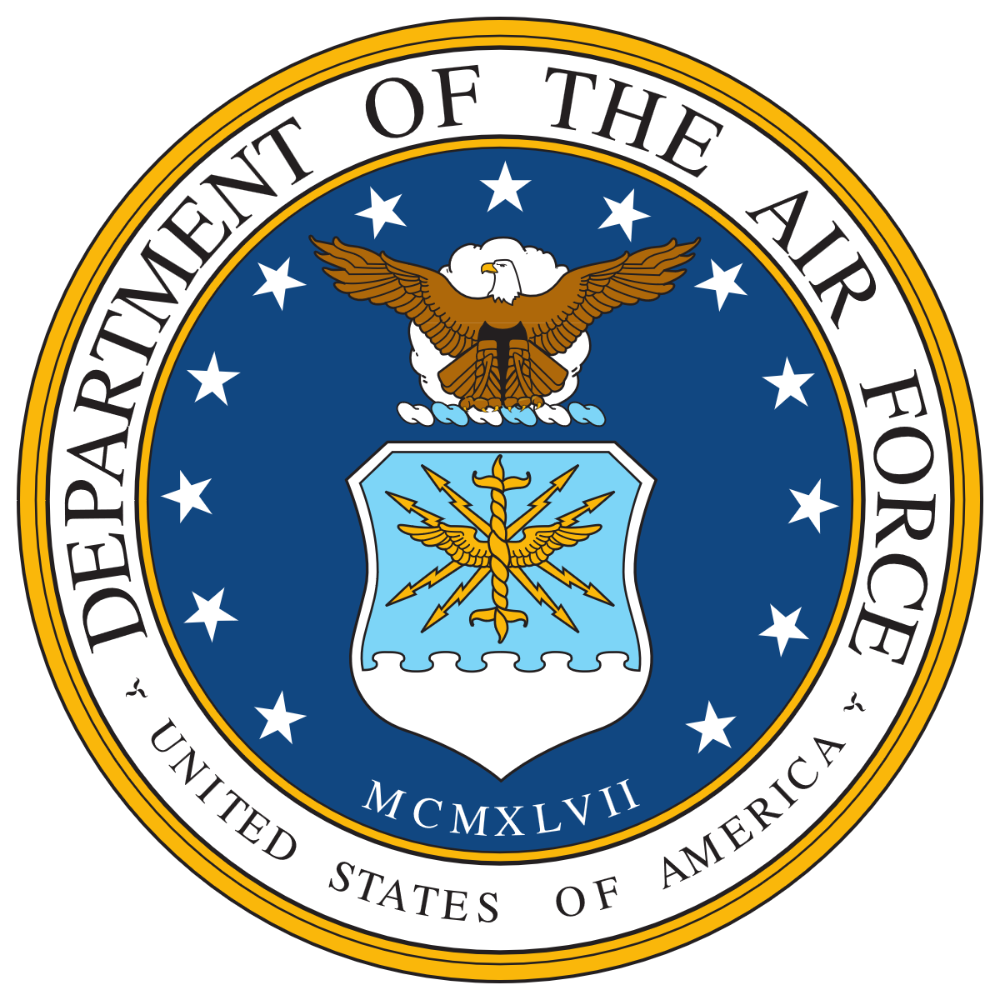 DEPARTMENT OF THE AIR FORCE
MCMXLVII
UNITED STATES OF AMERICA